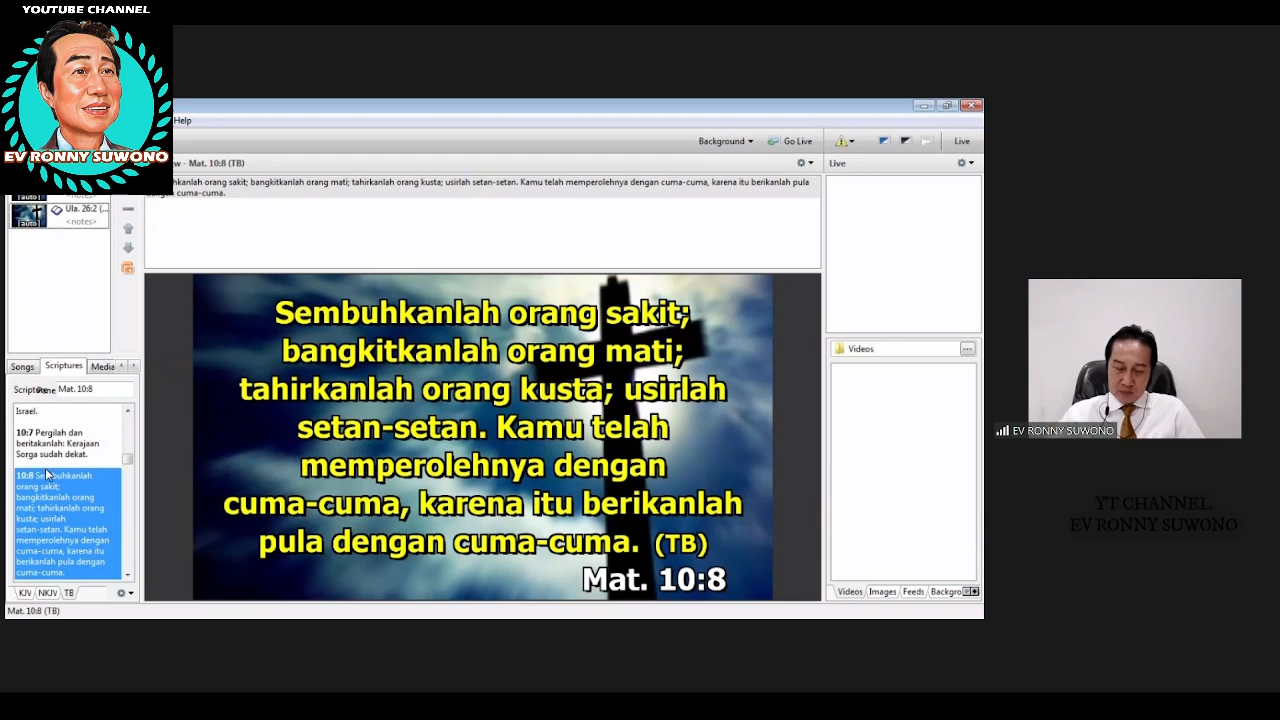 YOUTUBE CHANNEL
EV RONNY SUWONO
Help
Background
Go Live
Live
- Mat. 10:8 (TB)
Live
orang sakit; bangkitkanlah orang mati; tahirkanlah orang kusta; usirlah setan-setan. Kamu telah memperolehnya dengan cuma-cuma, karena itu berikanlah pula
cuma-cuma.
[auto]
<notes>
Ula. 26:2 (...
[auto]
<notes>
Sembuhkanlah orang sakit;
bangkitkanlah orang mati;
tahirkanlah orang kusta; usirlah
setan-setan. Kamu telah
memperolehnya dengan
cuma-cuma, karena itu berikanlah
pula dengan cuma-cuma. (TB)
Mat. 10:8
Songs
Scriptures
Media
Mat. 10:8
Israel.
10:7 Pergilah dan
beritakanlah: Kerajaan
Sorga sudah dekat.
10:8 Sembuhkanlah
orang sakit;
bangkitkanlah orang
mati; tahirkanlah orang
kusta; usirlah
setan-setan. Kamu telah
memperolehnya dengan
cuma-cuma, karena itu
berikanlah pula dengan
cuma-cuma.
KJV NKJV TB
Mat. 10:8 (TB)
Videos
Videos Images Feeds Backgro
EV RONNY SUWONO
YT CHANNEL
EV RONNY SUWONO